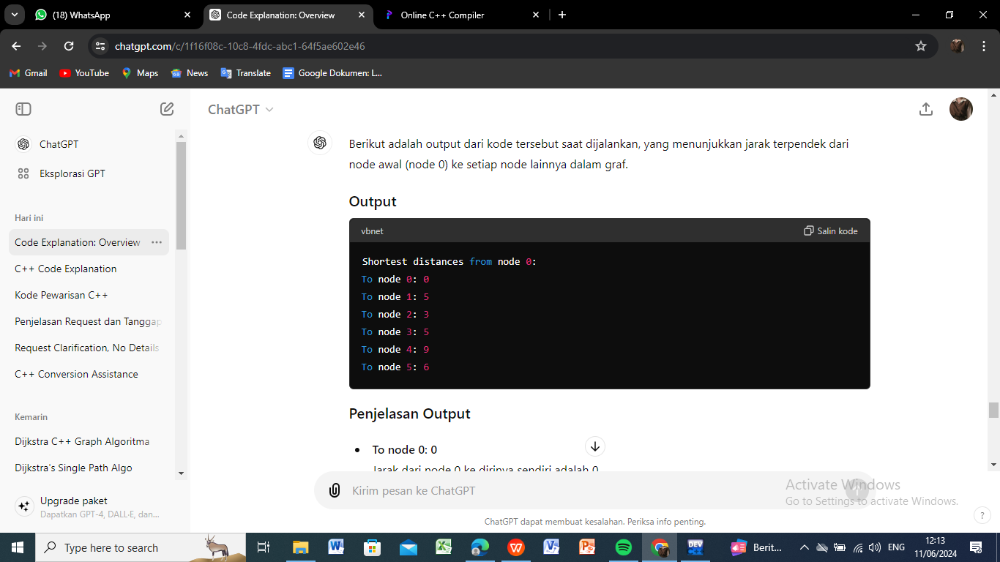 (18) WhatsApp
Code Explanation: Overview
Online C++ Compiler
chatgpt.com/c/1f16f08c-10c8-4fdc-abc1-64f5ae602e46
Gmail
YouTube
Maps
News
Translate
Google Dokumen: L...
ChatGPT
Eksplorasi GPT
Hari ini
Code Explanation: Overview
C++ Code Explanation
Kode Pewarisan C++
Penjelasan Request dan Tanggap
Request Clarification, No Details
C++ Conversion Assistance
Kemarin
Dijkstra C++ Graph Algoritma
Dijkstra's Single Path Algo
Upgrade paket
Dapatkan GPT-4, DALL·E, dan...
ChatGPT
Berikut adalah output dari kode tersebut saat dijalankan, yang menunjukkan jarak terpendek dari
node awal (node 0) ke setiap node lainnya dalam graf.
Output
vbnet
Salin kode
Shortest distances from node 0:
To node 0: 0
To node 1: 5
To node 2: 3
To node 3: 5
To node 4: 9
To node 5: 6
Penjelasan Output
• To node 0: 0
Jarak dari node 0 ke dirinya sendiri adalah 0
Kirim pesan ke ChatGPT
Activate Windows
Go to Settings to activate Windows.
ChatGPT dapat membuat kesalahan. Periksa info penting.
?
Type here to search
DEV
Berit...
ENG
12:13
11/06/2024